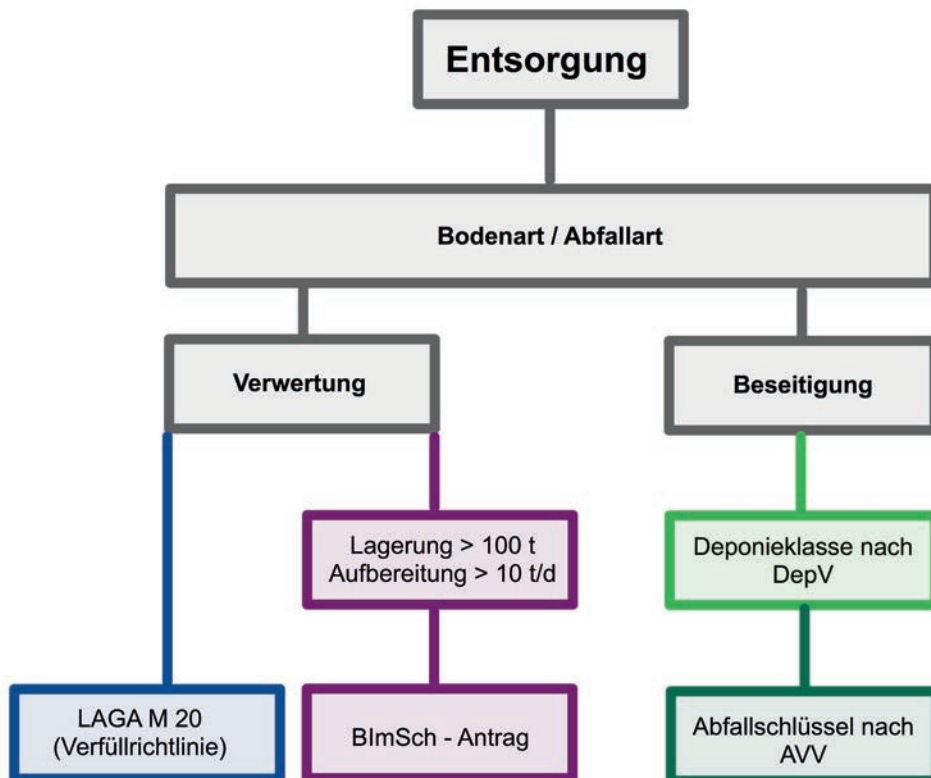 Entsorgung
Bodenart / Abfallart
Verwertung
Beseitigung
Lagerung > 100 t
Aufbereitung > 10 t/d
Deponieklasse nach
DepV
LAGA M 20
(Verfüllrichtlinie)
BImSch - Antrag
Abfallschlüssel nach
AVV